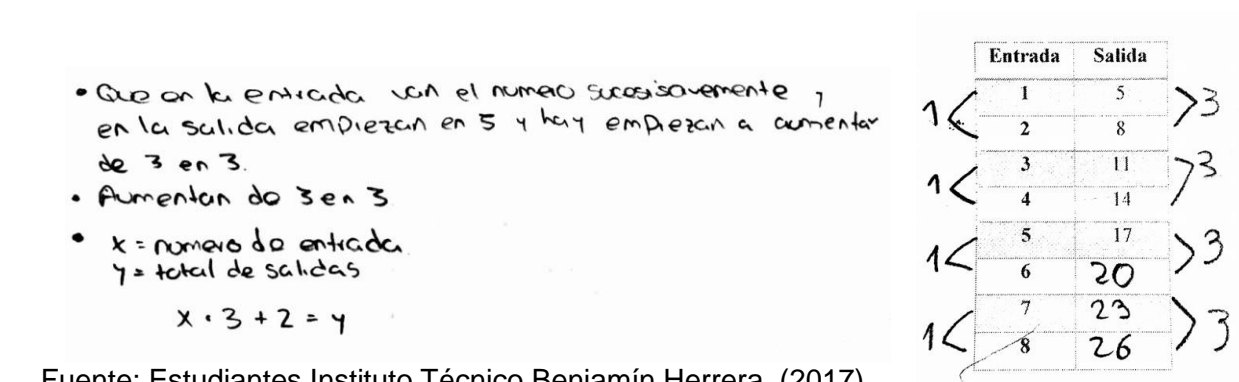 • Que en la entrada van el numero sucesisavemente y
en la salida empiezan en 5 y hay empiezan a aumentar
de 3 en 3.
• Aumentan do 3 en 3
• x = numero do entrada
y = total de salidas
x • 3 + 2 = y
Entrada Salida
1 5
1 3
2 8
3 11
1 3
4 14
5 17
1 3
6 20
7 23
1 3
8 26
Fuente: Estudiantes Instituto Técnico Benjamín Herrera. (2017)